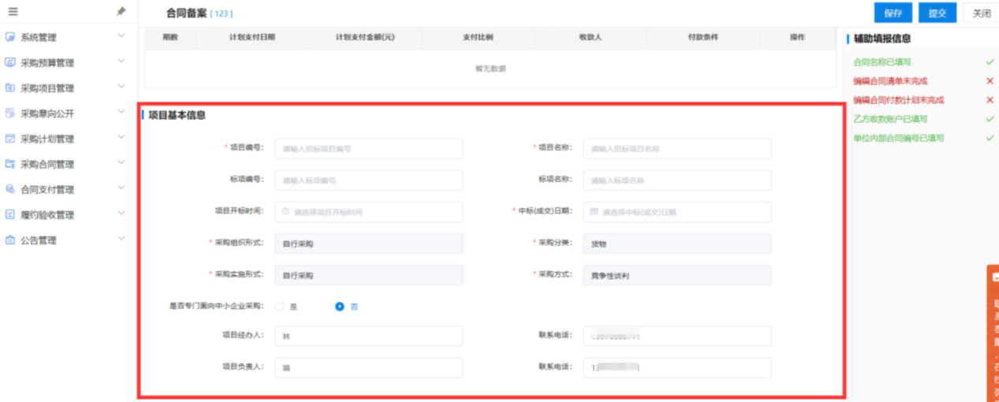 合同备案 [ 123 ]
保存 提交 关闭
系统管理
采购预算管理
采购项目管理
采购意向公开
采购计划管理
采购合同管理
合同支付管理
履约验收管理
公告管理
期数 计划支付日期 计划支付金额(元) 支付比例 收款人 付款条件 操作
暂无数据
项目基本信息
* 项目编号: 请输入招标项目编号 * 项目名称: 请输入招标项目名称
标项编号: 请输入标项编号 标项名称: 请输入标项名称
项目开标时间: 请选择项目开标时间 * 中标(成交)日期: 请选择中标(成交)日期
* 采购组织形式: 自行采购 * 采购分类: 货物
* 采购实施形式: 自行采购 * 采购方式: 竞争性谈判
是否专门面向中小企业采购: 是 否
项目经办人: 林 联系电话:
项目负责人: 联系电话:
辅助填报信息
合同名称已填写
编辑合同清单未完成
编辑合同付款计划未完成
乙方收款账户已填写
单位内部合同编号已填写